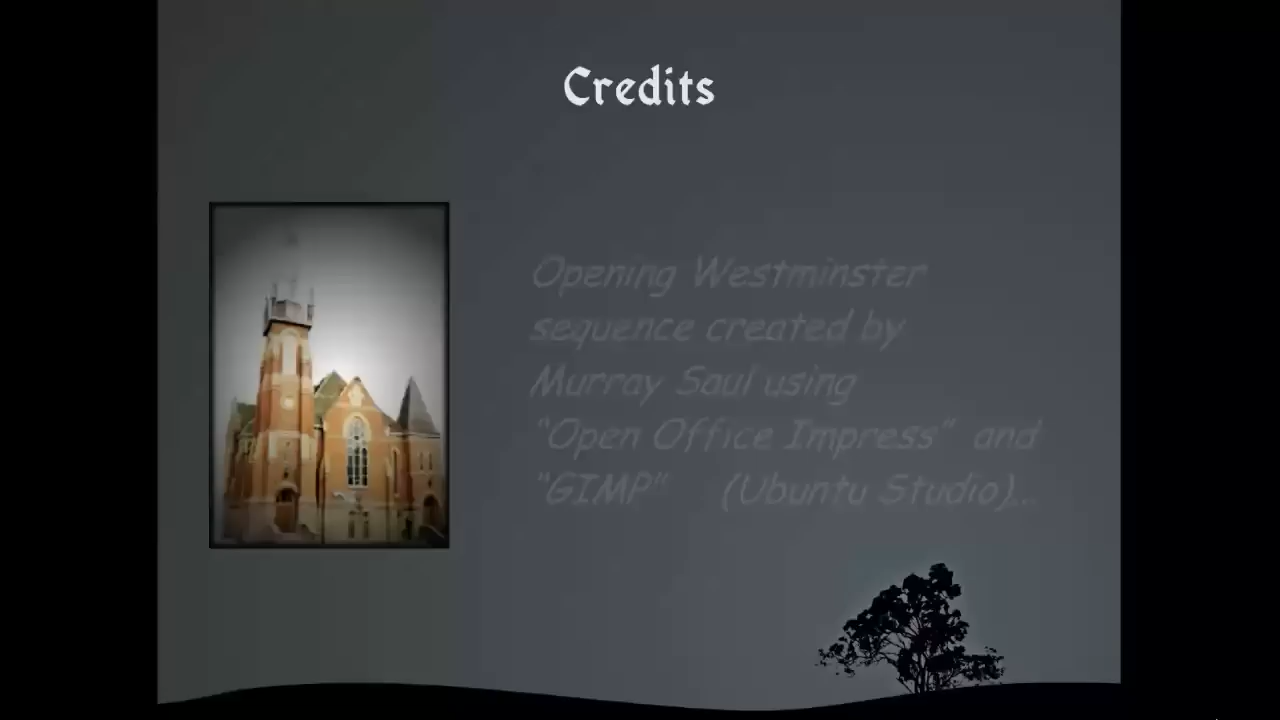 Credits
Opening Westminster
sequence created by
Murray Saul using
"Open Office Impress" and
"GIMP" (Ubuntu Studio)...